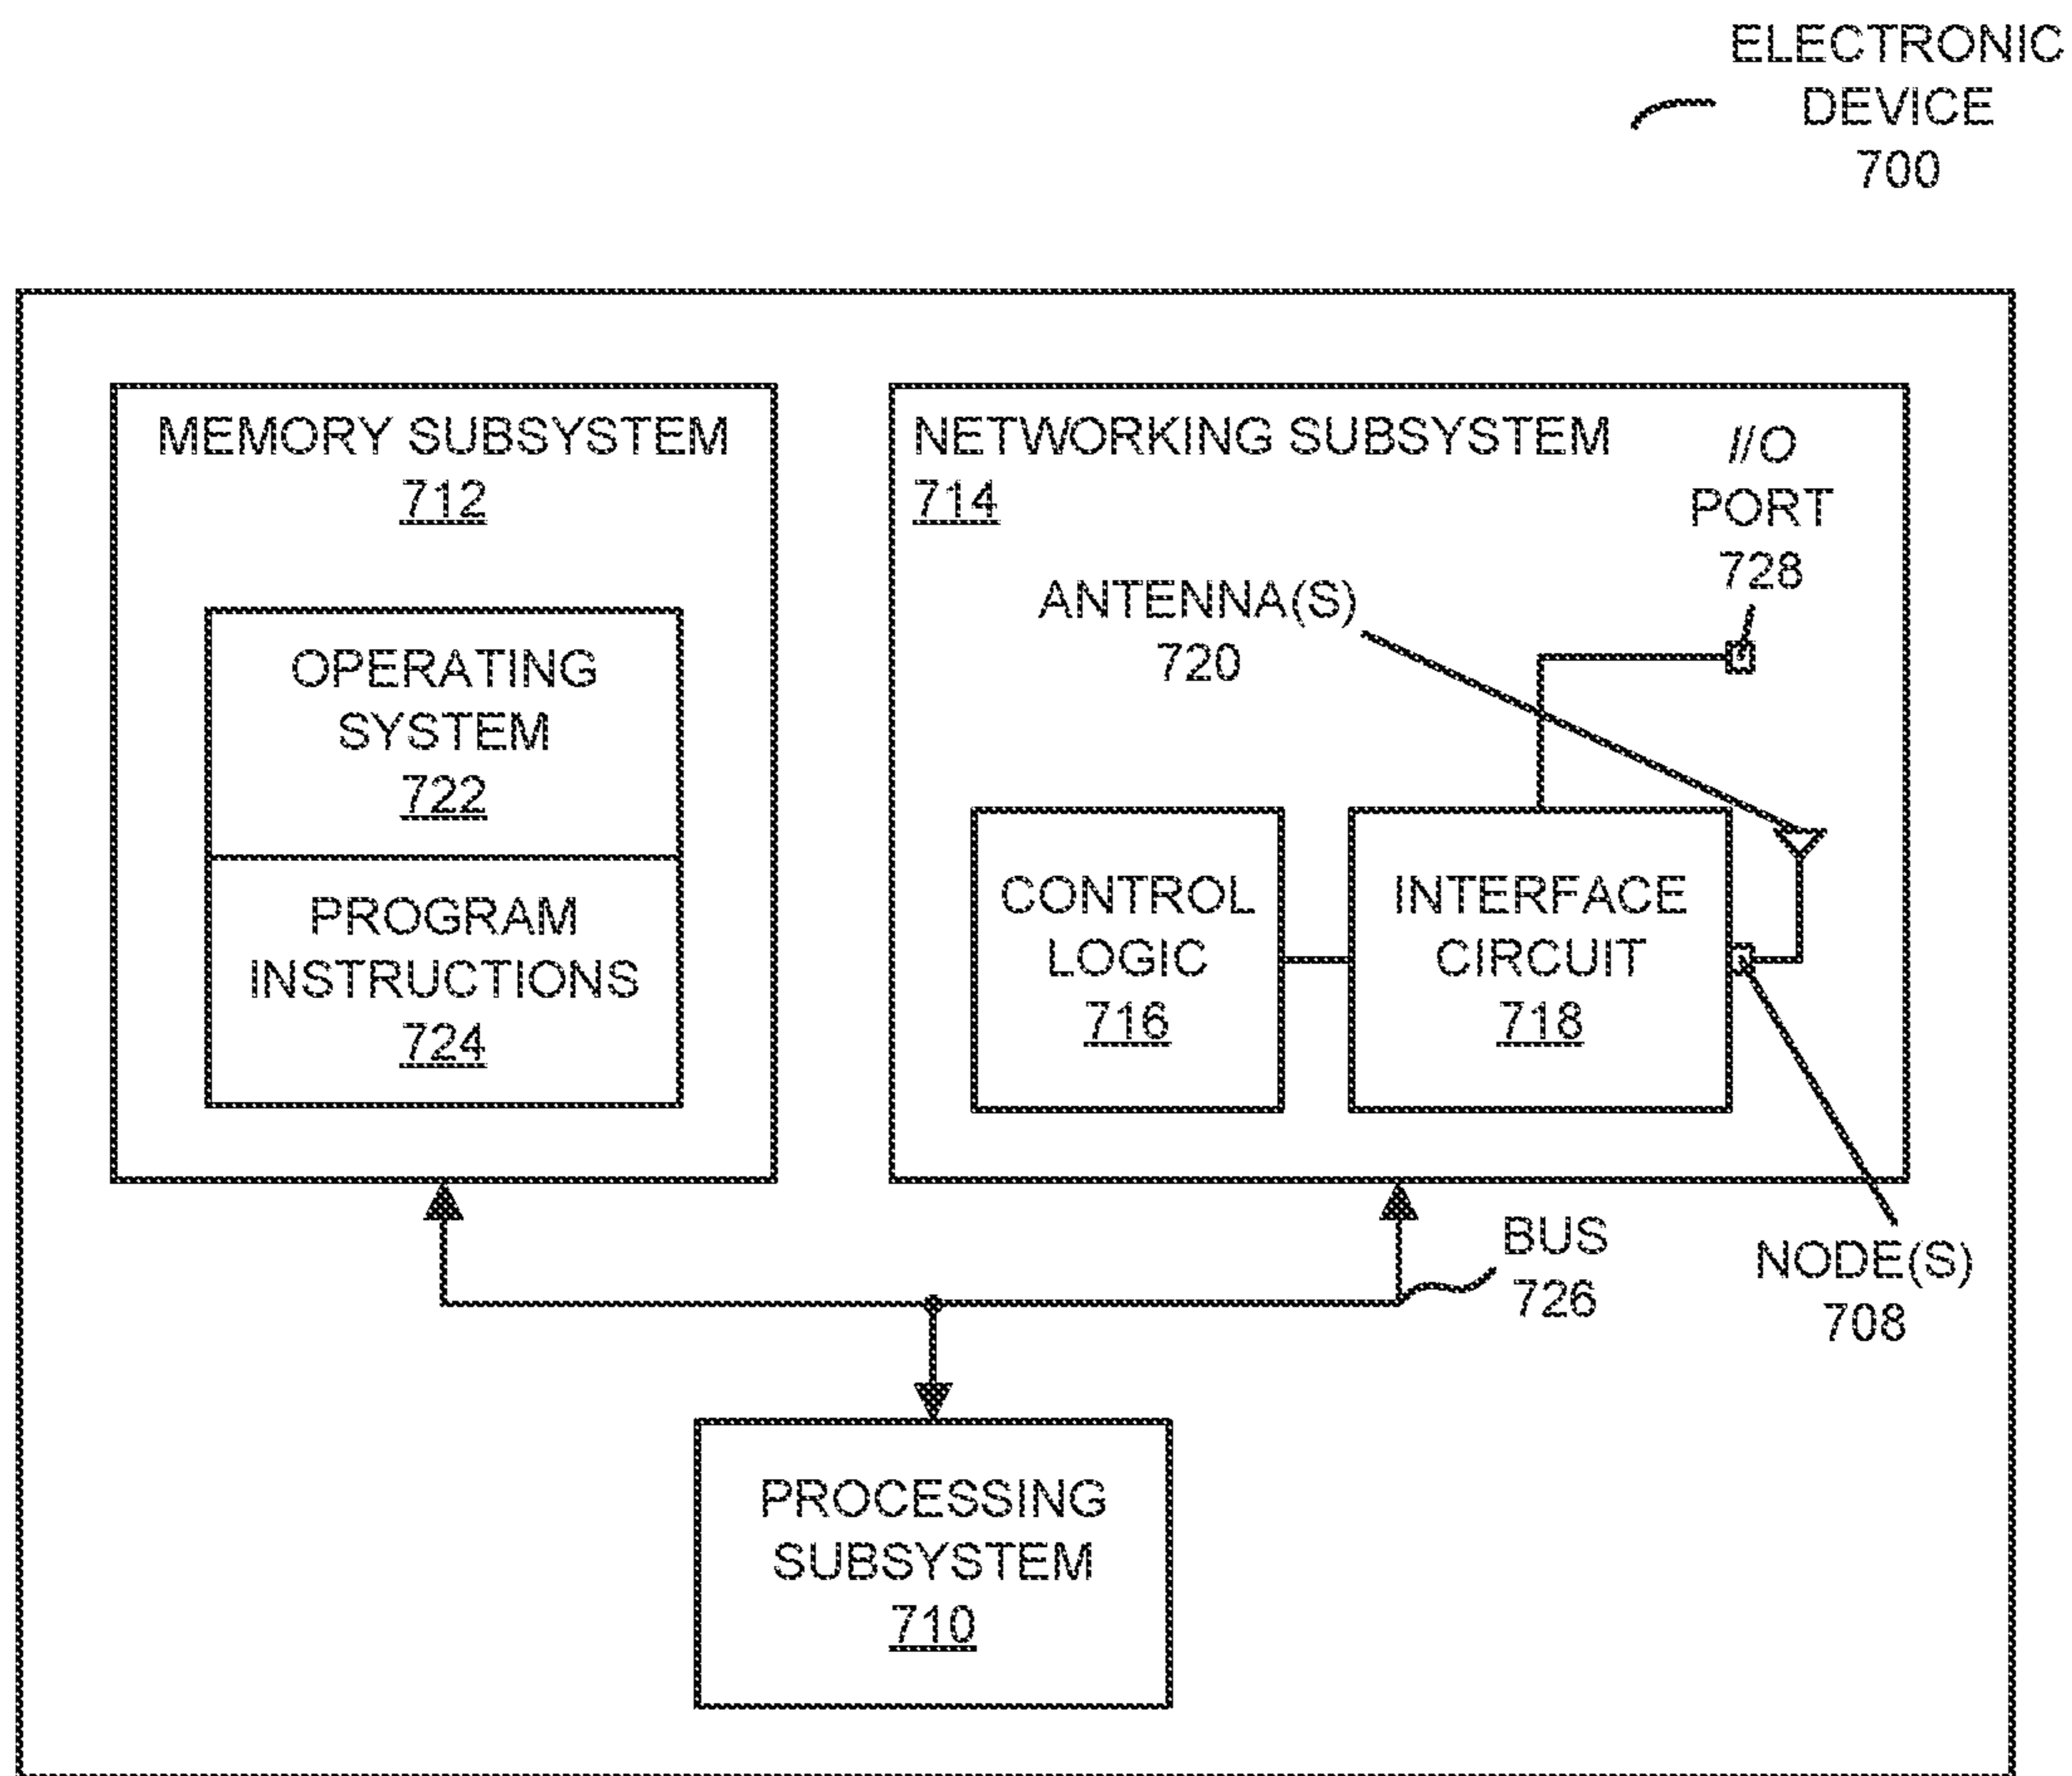 ELECTRONIC
DEVICE
700
MEMORY SUBSYSTEM
712
OPERATING
SYSTEM
722
PROGRAM
INSTRUCTIONS
724
NETWORKING SUBSYSTEM
714
I/O
PORT
728
ANTENNA(S)
720
CONTROL
LOGIC
716
INTERFACE
CIRCUIT
718
BUS
726
NODE(S)
708
PROCESSING
SUBSYSTEM
710